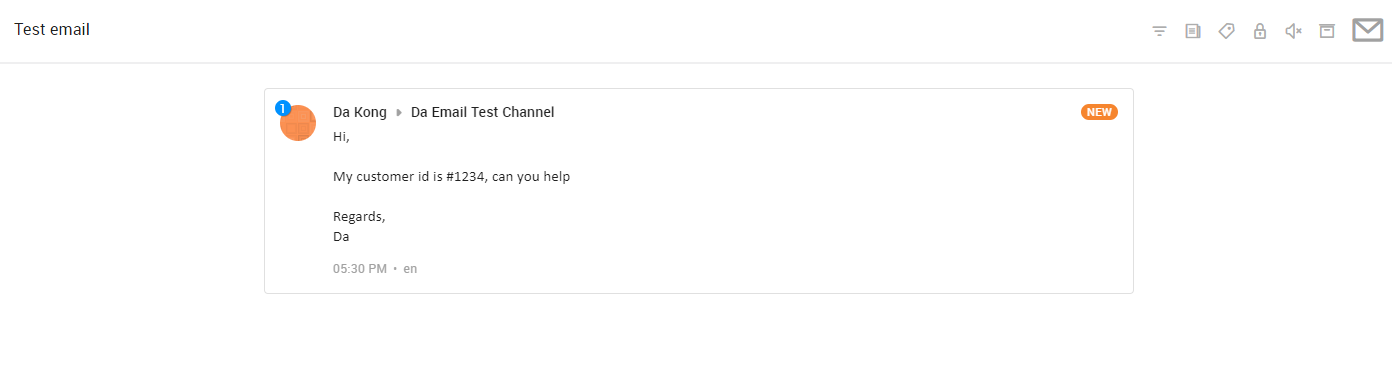 Test email
1
Da Kong Da Email Test Channel
NEW
Hi,
My customer id is #1234, can you help
Regards,
Da
05:30 PM • en